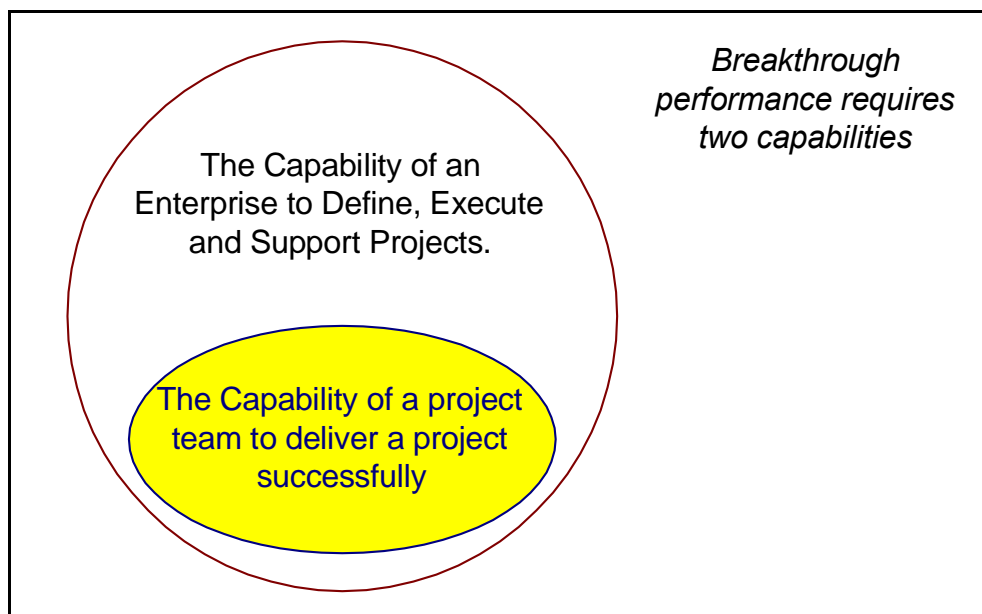 Breakthrough
performance requires
two capabilities
The Capability of an
Enterprise to Define, Execute
and Support Projects.
The Capability of a project
team to deliver a project
successfully